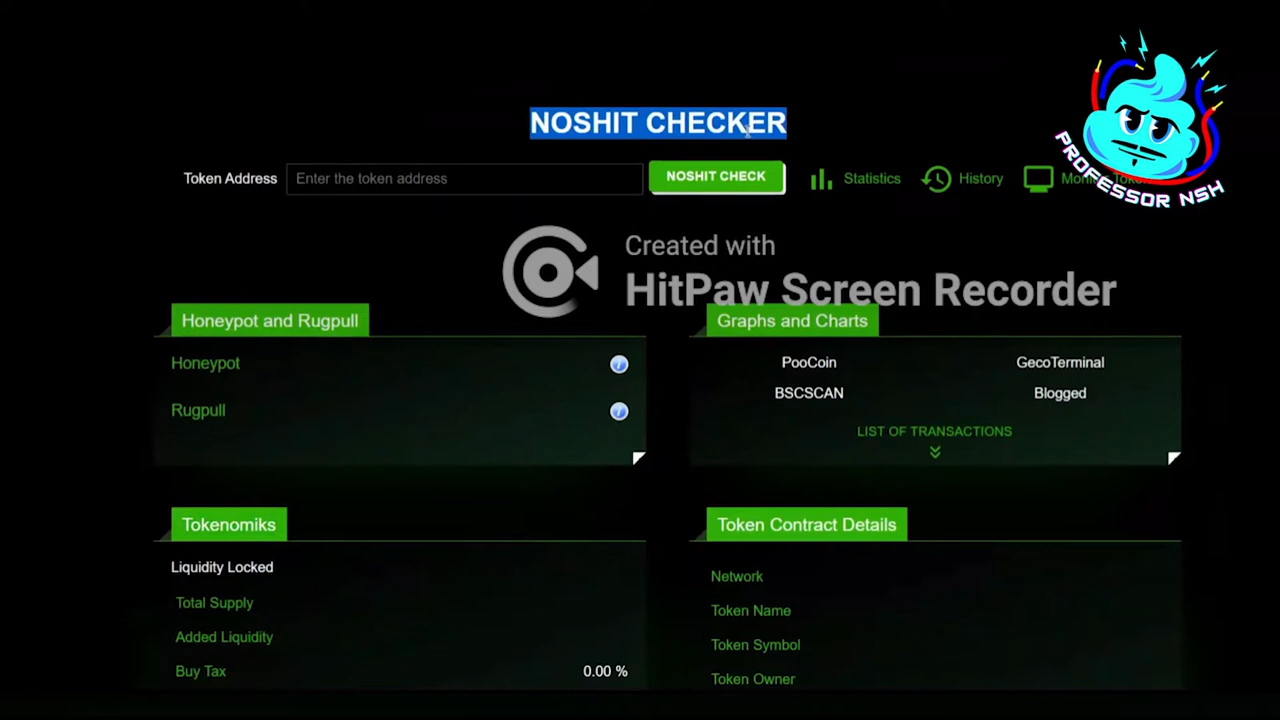 NOSHIT CHECKER
PROFESSOR NSH
Token Address
Enter the token address
NOSHIT CHECK
Statistics
History
Created with
HitPaw Screen Recorder
Honeypot and Rugpull
Honeypot
Rugpull
Graphs and Charts
PooCoin
GecoTerminal
BSCSCAN
Blogged
LIST OF TRANSACTIONS
Tokenomiks
Liquidity Locked
Total Supply
Added Liquidity
Buy Tax
0.00 %
Token Contract Details
Network
Token Name
Token Symbol
Token Owner